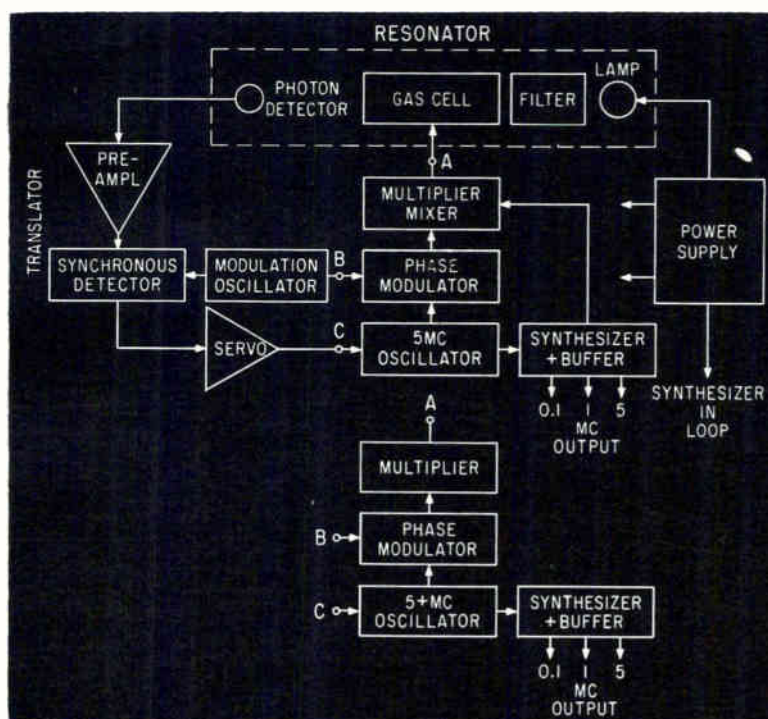 RESONATOR
PHOTON
DETECTOR
GAS CELL
FILTER
LAMP
PRE-
AMPL
A
TRANSLATOR
MULTIPLIER
MIXER
POWER
SUPPLY
SYNCHRONOUS
DETECTOR
MODULATION
OSCILLATOR
B
PHASE
MODULATOR
SERVO
C
5MC
OSCILLATOR
SYNTHESIZER
+ BUFFER
0.1 1 5
MC
OUTPUT
SYNTHESIZER
IN
LOOP
A
MULTIPLIER
B
PHASE
MODULATOR
C
5+MC
OSCILLATOR
SYNTHESIZER
+BUFFER
0.1 1 5
MC
OUTPUT